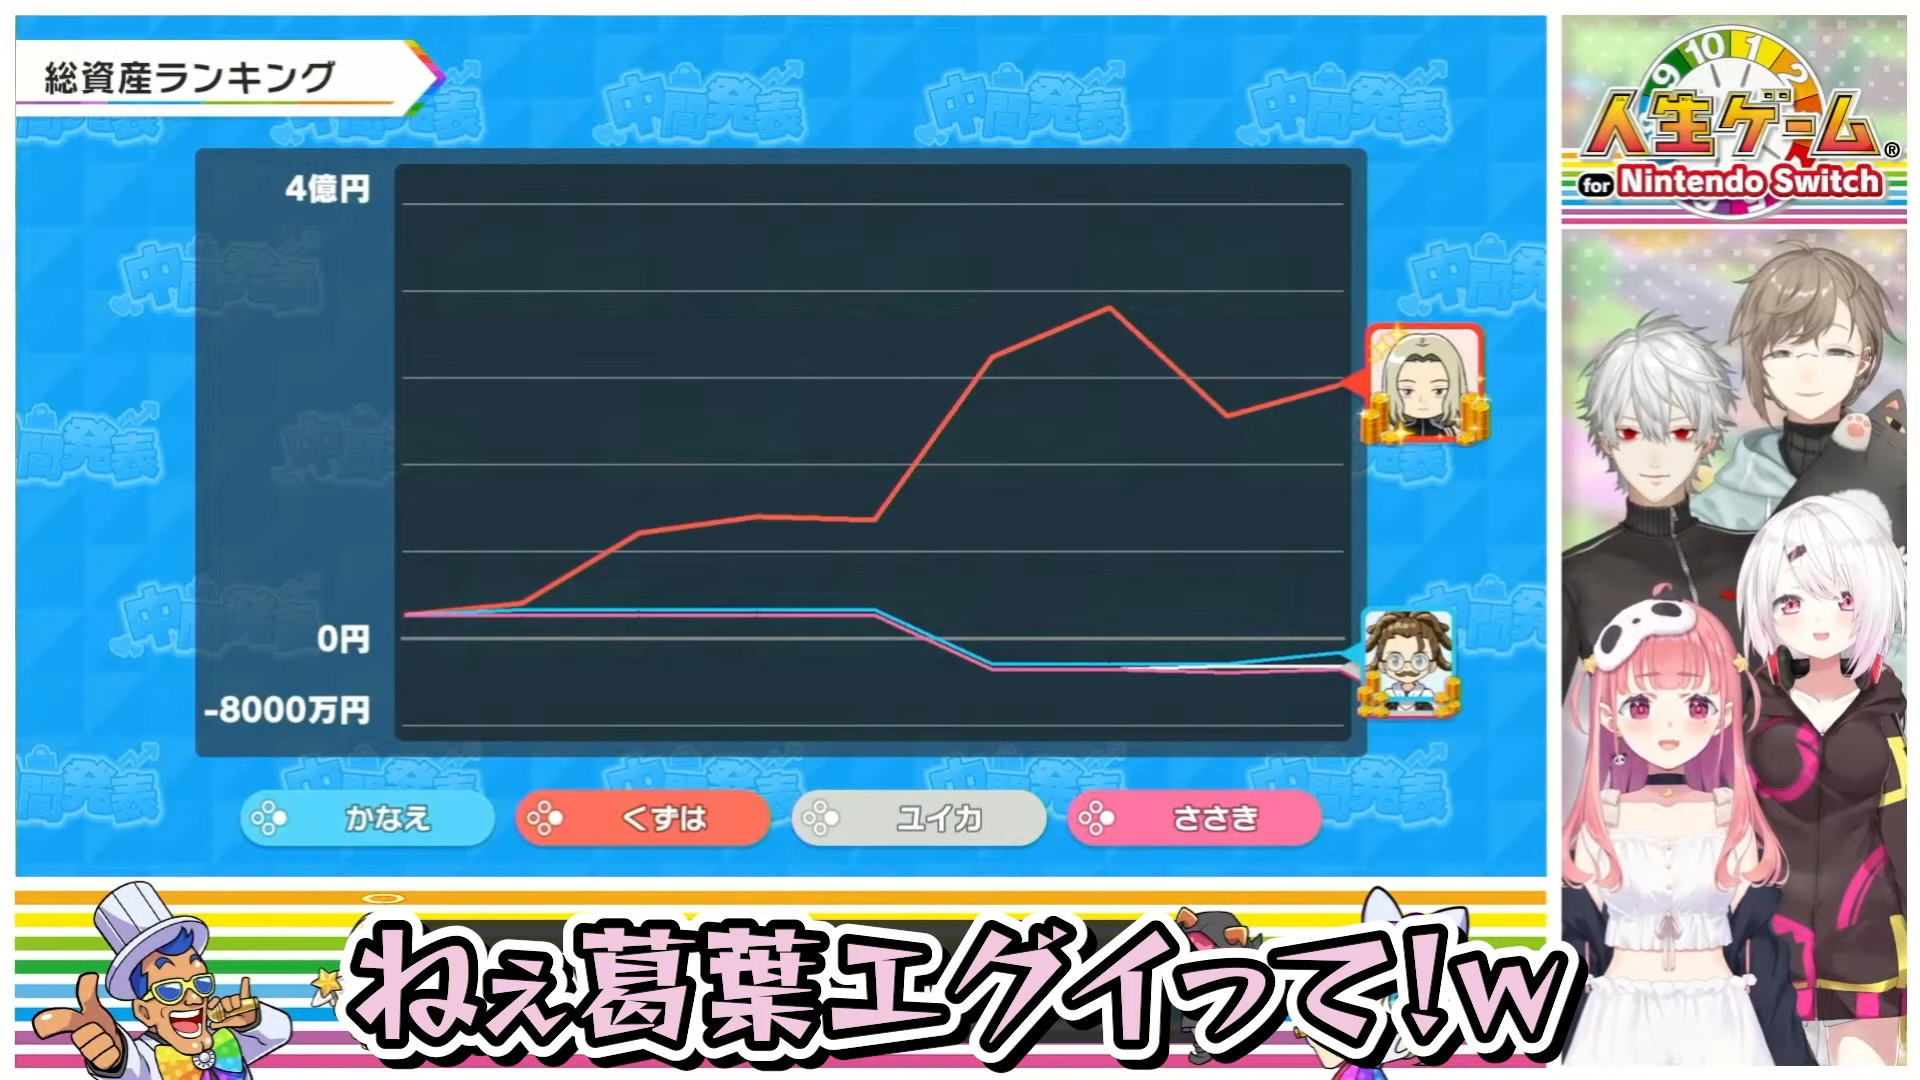 総資産ランキング
中間発表
4億円
0円
-8000万円
かなえ
くずは
ユイカ
ささき
ねぇ葛葉エグイって!w
9 10 1 2
人生ゲーム®
for Nintendo Switch